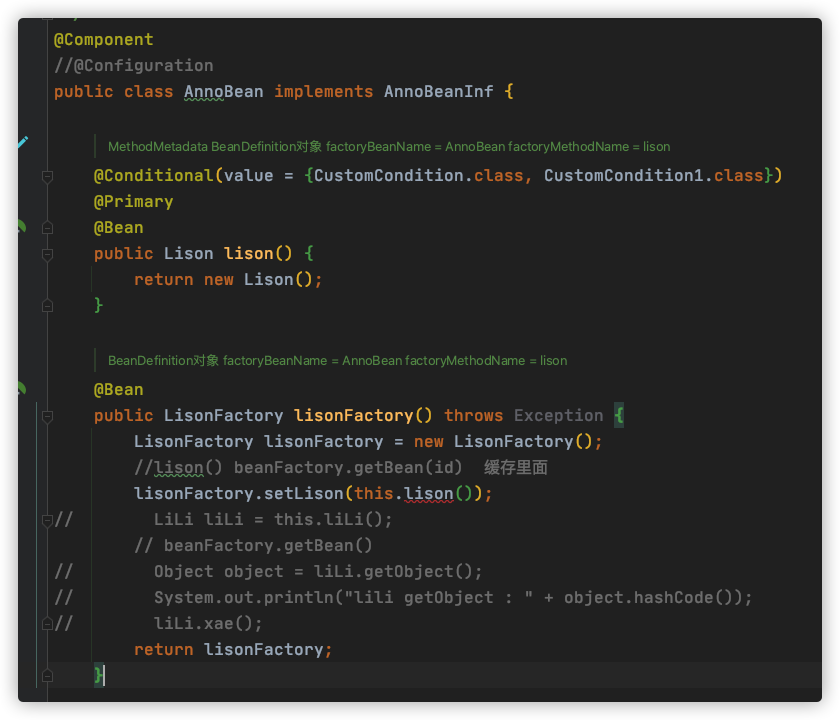 @Component
//@Configuration
public class AnnoBean implements AnnoBeanInf {
MethodMetadata BeanDefinition对象 factoryBeanName = AnnoBean factoryMethodName = lison
@Conditional(value = {CustomCondition.class, CustomCondition1.class})
@Primary
@Bean
public Lison lison() {
return new Lison();
}
BeanDefinition对象 factoryBeanName = AnnoBean factoryMethodName = lison
@Bean
public LisonFactory lisonFactory() throws Exception {
LisonFactory lisonFactory = new LisonFactory();
//lison() beanFactory.getBean(id)  缓存里面
lisonFactory.setLison(this.lison());
//        LiLi liLi = this.liLi();
// beanFactory.getBean()
//        Object object = liLi.getObject();
//        System.out.println("lili getObject : " + object.hashCode());
//        liLi.xae();
return lisonFactory;
}